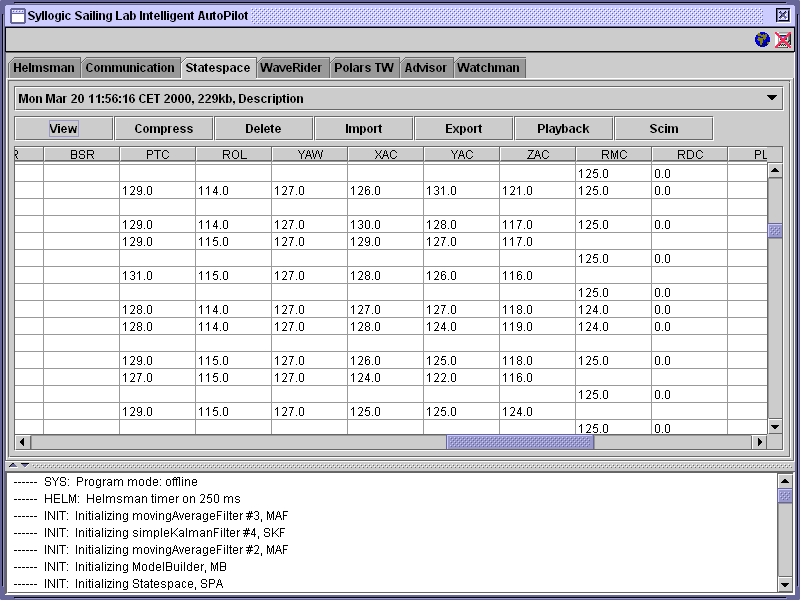 Syllogic Sailing Lab Intelligent AutoPilot
Helmsman Communication Statespace WaveRider Polars TW Advisor Watchman
Mon Mar 20 11:56:16 CET 2000, 229kb, Description
View Compress Delete Import Export Playback Scim
R BSR PTC ROL YAW XAC YAC ZAC RMC RDC PL
125.0 0.0
129.0 114.0 127.0 126.0 131.0 121.0 125.0 0.0
129.0 114.0 127.0 130.0 128.0 117.0 125.0 0.0
129.0 115.0 127.0 129.0 127.0 117.0
125.0 0.0
131.0 115.0 127.0 128.0 126.0 116.0
125.0 0.0
128.0 114.0 127.0 127.0 127.0 118.0 124.0 0.0
128.0 114.0 127.0 128.0 124.0 119.0 124.0 0.0
129.0 115.0 127.0 126.0 125.0 118.0 125.0 0.0
127.0 115.0 127.0 124.0 122.0 116.0
125.0 0.0
129.0 115.0 127.0 125.0 125.0 124.0
125.0 0.0
------ SYS: Program mode: offline
------ HELM: Helmsman timer on 250 ms
------ INIT: Initializing movingAverageFilter #3, MAF
------ INIT: Initializing simpleKalmanFilter #4, SKF
------ INIT: Initializing movingAverageFilter #2, MAF
------ INIT: Initializing ModelBuilder, MB
------ INIT: Initializing Statespace, SPA